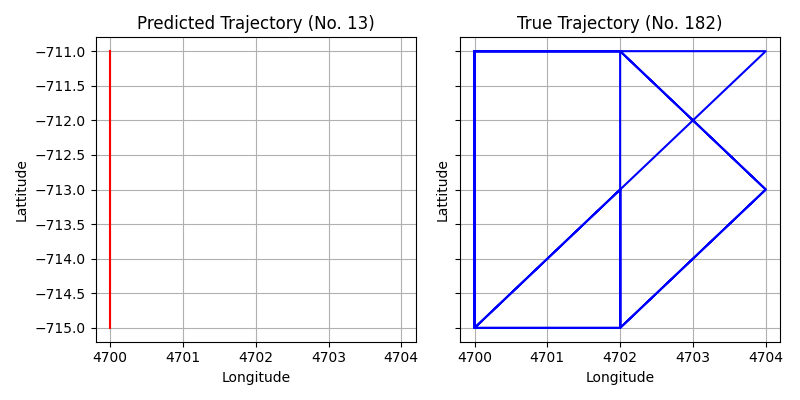 Predicted Trajectory (No. 13)
True Trajectory (No. 182)
−711.0
−711.5
−712.0
−712.5
−713.0
−713.5
−714.0
−714.5
−715.0
Lattitude
Lattitude
4700 4701 4702 4703 4704
4700 4701 4702 4703 4704
Longitude
Longitude